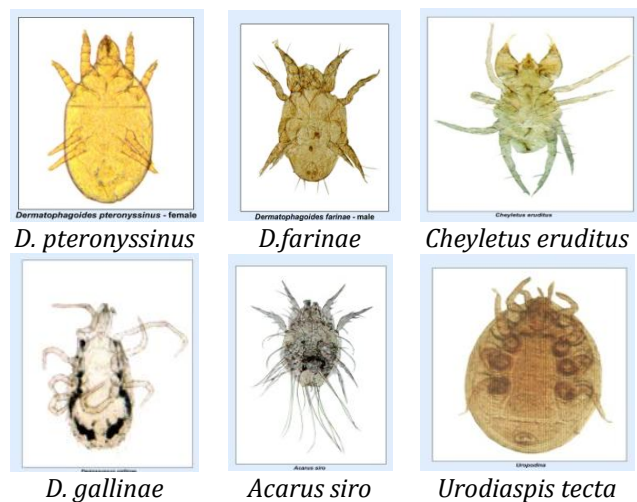 Dermatophagoides pteronyssinus - female
Dermatophagoides farinae - male
Cheyletus eruditus
D. pteronyssinus
D.farinae
Cheyletus eruditus
Acarus siro
Uropodina
D. gallinae
Acarus siro
Urodiaspis tecta